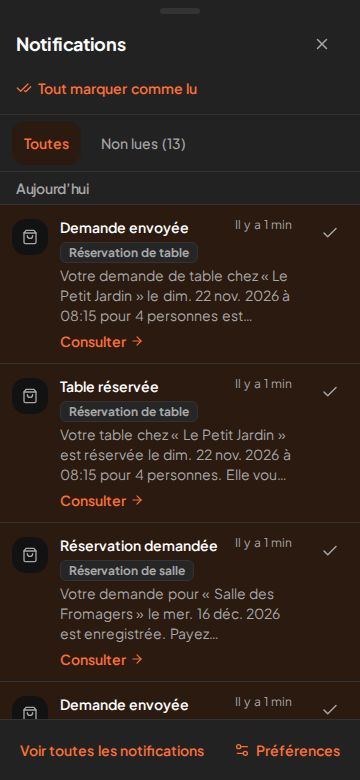 Notifications
Tout marquer comme lu
Toutes
Non lues (13)
Aujourd'hui
Demande envoyée
Il y a 1 min
Réservation de table
Votre demande de table chez « Le
Petit Jardin » le dim. 22 nov. 2026 à
08:15 pour 4 personnes est…
Consulter
Table réservée
Il y a 1 min
Réservation de table
Votre table chez « Le Petit Jardin »
est réservée le dim. 22 nov. 2026 à
08:15 pour 4 personnes. Elle vou…
Consulter
Réservation demandée
Il y a 1 min
Réservation de salle
Votre demande pour « Salle des
Fromagers » le mer. 16 déc. 2026
est enregistrée. Payez…
Consulter
Demande envoyée
Il y a 1 min
Voir toutes les notifications
Préférences